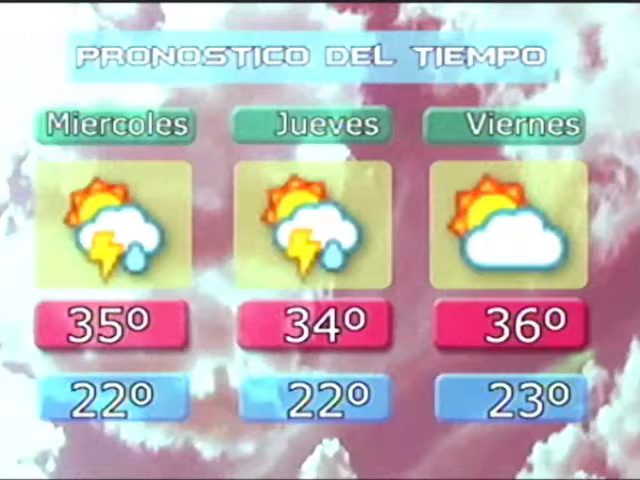 PRONOSTICO DEL TIEMPO
Miercoles Jueves Viernes
35º 34º 36º
22º 22º 23º